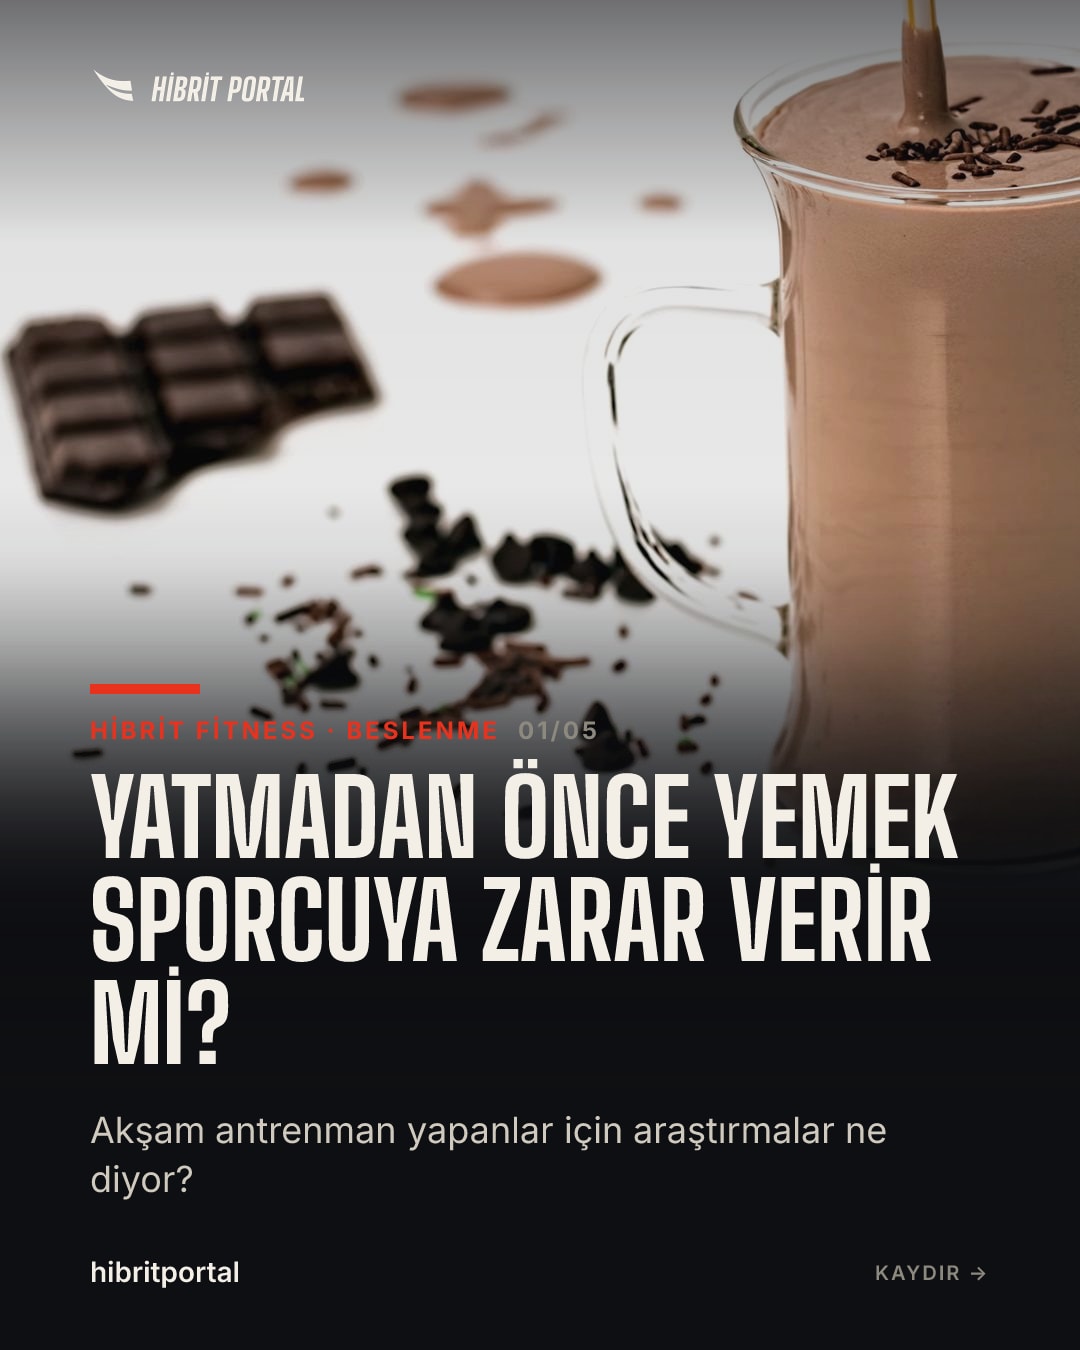 HİBRİT PORTAL
HİBRİT FİTNESS · BESLENME 01/05
YATMADAN ÖNCE YEMEK
SPORCUYA ZARAR VERİR
Mİ?
Akşam antrenman yapanlar için araştırmalar ne
diyor?
hibritportal
KAYDIR →